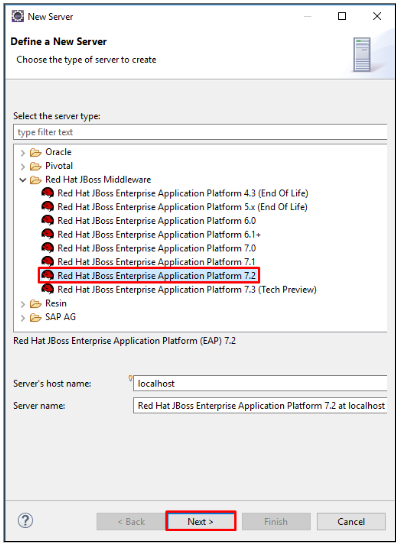 New Server
Define a New Server
Choose the type of server to create
Select the server type:
type filter text
Oracle
Pivotal
Red Hat JBoss Middleware
Red Hat JBoss Enterprise Application Platform 4.3 (End Of Life)
Red Hat JBoss Enterprise Application Platform 5.x (End Of Life)
Red Hat JBoss Enterprise Application Platform 6.0
Red Hat JBoss Enterprise Application Platform 6.1+
Red Hat JBoss Enterprise Application Platform 7.0
Red Hat JBoss Enterprise Application Platform 7.1
Red Hat JBoss Enterprise Application Platform 7.2
Red Hat JBoss Enterprise Application Platform 7.3 (Tech Preview)
Resin
SAP AG
Red Hat JBoss Enterprise Application Platform (EAP) 7.2
Server's host name: localhost
Server name: Red Hat JBoss Enterprise Application Platform 7.2 at localhost
? < Back Next > Finish Cancel